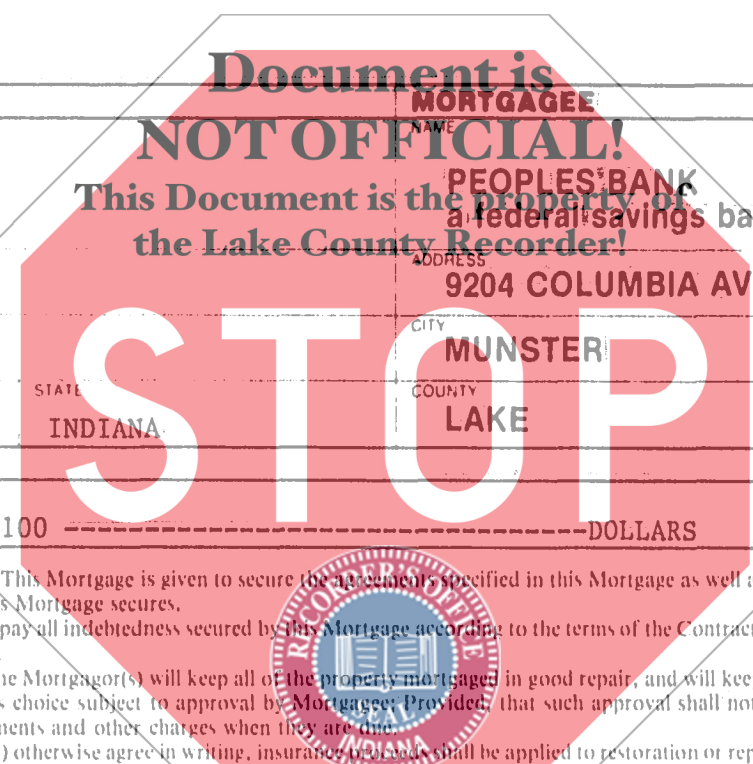 Document is
NOT OFFICIAL!
This Document is the property of
the Lake County Recorder!
MORTGAGEE
NAME
PEOPLES BANK
a federal savings ba
ADDRESS
9204 COLUMBIA AV
CITY
MUNSTER
STATE
INDIANA
COUNTY
LAKE
STOP
100 DOLLARS
This Mortgage is given to secure the agreements specified in this Mortgage as well a
s Mortgage secures.
pay all indebtedness secured by this Mortgage according to the terms of the Contract
he Mortgagor(s) will keep all of the property mortgaged in good repair, and will kee
s choice subject to approval by Mortgagee; Provided, that such approval shall not
ments and other charges when they are due.
) otherwise agree in writing, insurance proceeds shall be applied to restoration or rep
RECORDER'S OFFICE
SEAL
INDIANA